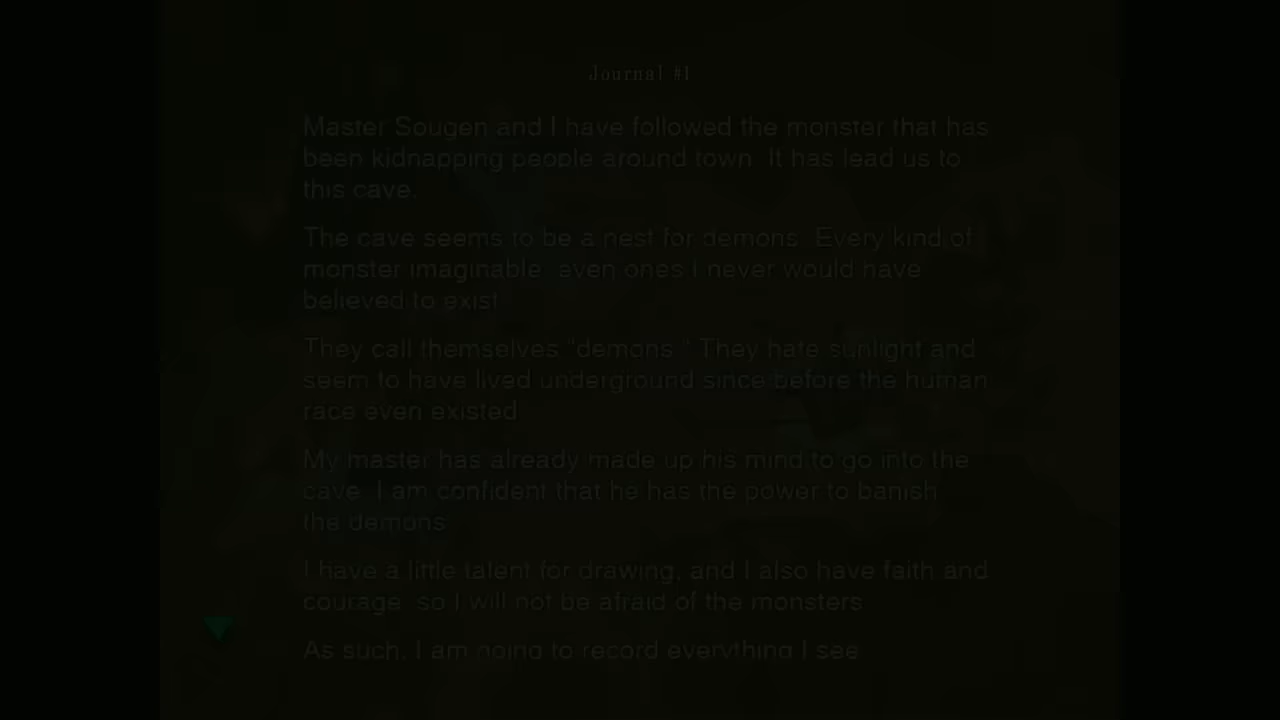 Journal #1
Master Sougen and I have followed the monster that has
been kidnapping people around town. It has lead us to
this cave.
The cave seems to be a nest for demons. Every kind of
monster imaginable, even ones I never would have
believed to exist.
They call themselves "demons." They hate sunlight and
seem to have lived underground since before the human
race even existed.
My master has already made up his mind to go into the
cave. I am confident that he has the power to banish
the demons.
I have a little talent for drawing, and I also have faith and
courage, so I will not be afraid of the monsters.
As such, I am going to record everything I see